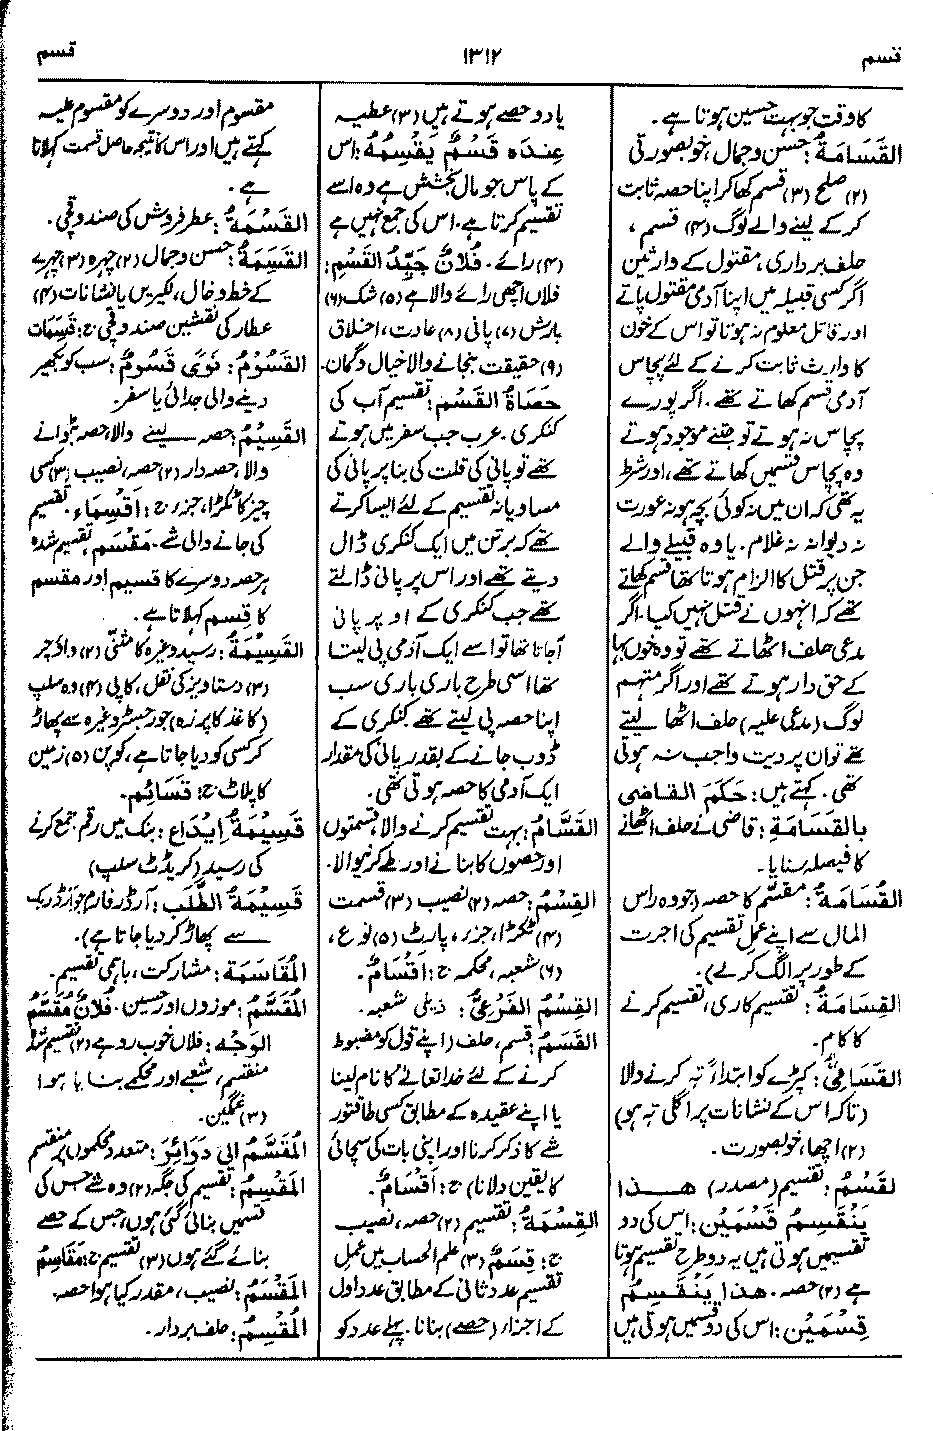 قسم
۱۳۱۲
قسم
کا وقت جو بہت حسین ہوتا ہے۔
القَسَامَةُ: حسن و جمال، خوبصورتی
(۲) صلح (۳) قسم کھا کر اپنا حصہ ثابت
کرکے لینے والے لوگ (۴) قسم،
حلف برداری، مقتول کے وارثین
اگر کسی قبیلہ میں اپنا آدمی مقتول پاتے
اور قاتل معلوم نہ ہوتا تو اس کے خون
کا وارث ثابت کرنے کے لئے پچاس
آدمی قسم کھاتے تھے۔ اگر پورے
پچاس نہ ہوتے تو جتنے موجود ہوتے
وہ پچاس قسمیں کھاتے تھے، اور شرط
یہ تھی کہ ان میں نہ کوئی بچہ ہو نہ عورت
نہ دیوانہ نہ غلام۔ یا وہ قبیلے والے
جن پر قتل کا الزام ہوتا تھا قسم کھاتے
تھے کہ انہوں نے قتل نہیں کیا۔ اگر
مدعی حلف اٹھاتے تھے تو وہ خوں بہا
کے حق دار ہوتے تھے اور اگر متہم
لوگ (مدعی علیہ) حلف اٹھا لیتے
تھے تو ان پر دیت واجب نہ ہوتی
تھی۔ کہتے ہیں: حَكَمَ القاضى
بالقَسَامَةِ: قاضی نے حلف اٹھانے
کا فیصلہ سنایا۔
القُسَامَةُ: مقسِّم کا حصہ (جو وہ راس
المال سے اپنے عمل تقسیم کی اجرت
کے طور پر الگ کرلے)۔
القِسَامَةُ: تقسیم کاری، تقسیم کرنے
کا کام۔
القَسَامِىُّ: کپڑے کو ابتداءً تہ کرنے والا
(تاکہ اس کے نشانات پر اگلی تہ ہو)
(۲) اچھا، خوبصورت۔
لقَسْمُ: تقسیم (مصدر) هــذا
يَنْقَسِمُ قَسْمَيْن: اس کی دو
تقسیمیں ہوتی ہیں یہ دو طرح تقسیم ہوتا
ہے (۲) حصہ۔ هذا يَنْقَسِمُ
قِسْمَيْن: اس کی دو قسمیں ہوتی ہیں
یا دو حصے ہوتے ہیں (۳) عطیہ
عِندَه قَسْمٌ يَقْسِمُهُ: اس
کے پاس جو مال بخشش ہے وہ اسے
تقسیم کرتا ہے۔ اس کی جمع نہیں ہے
(۴) رائے۔ فُلَانٌ جَيِّدُ القَسْمِ:
فلاں اچھی رائے والا ہے (۵) شک (۶)
بارش (۷) پانی (۸) عادت، اخلاق
(۹) حقیقت بنجانے والا خیال و گمان۔
حَصَاةُ القَسْمِ: تقسیم آب کی
کنکری۔ عرب جب سفر میں ہوتے
تھے تو پانی کی قلت کی بنا پر پانی کی
مساویانہ تقسیم کے لئے ایسا کرتے
تھے کہ برتن میں ایک کنکری ڈال
دیتے تھے اور اس پر پانی ڈالتے
تھے جب کنکری کے اوپر پانی
آجاتا تھا تو اسے ایک آدمی پی لیتا
تھا اسی طرح باری باری سب
اپنا حصہ پی لیتے تھے، کنکری کے
ڈوب جانے کے بقدر پانی کی مقدار
ایک آدمی کا حصہ ہوتی تھی۔
القَسَّامُ: بہت تقسیم کرنے والا، قسمتوں
اور حصوں کا بنانے اور طے کرنیوالا۔
القِسْمُ: حصہ (۲) نصیب (۳) قسمت
(۴) ٹکڑا، جزر، پارٹ (۵) نوع،
(۶) شعبہ، محکمہ ج: اَقْسَامٌ۔
القِسْمُ الفَرْعِىُّ: ذیلی شعبہ۔
القَسَمُ: قسم، حلف (اپنے قول کو مضبوط
کرنے کے لئے خدا تعالےٰ کا نام لینا
یا اپنے عقیدہ کے مطابق کسی طاقتور
شے کا ذکر کرنا اور اپنی بات کی سچائی
کا یقین دلانا) ج: اَقْسَامٌ۔
القِسْمَةُ: تقسیم (۲) حصہ، نصیب
ج: قِسَمٌ (۳) علم الحساب میں عمل
تقسیم عدد ثانی کے مطابق عدد اول
کے اجزار (حصے) بنانا۔ پہلے عدد کو
مقسوم اور دوسرے کو مقسوم علیہ
کہتے ہیں اور اس کا نتیجہ حاصل قسمت کہلاتا
ہے۔
القَسْمَةُ: عطر فروش کی صندوقچی۔
القَسِمَةُ: حسن و جمال (۲) چہرہ (۳) چہرے
کے خط و خال، لکیریں یا نشانات (۴)
عطار کی نقشین صندوقچی ج: قَسِمَات
القَسُوْمُ: نَوًى قَسُومٌ: سب کو بکھیر
دینے والی جدائی یا سفر۔
القَسِيْمُ: حصہ لینے والا، حصہ بٹوانے
والا، حصہ دار (۲) حصہ، نصیب (۳) کسی
چیز کا ٹکڑا، جزر ج: اَقْسِمَاء۔ تقسیم
کی جانے والی شے۔ مَقْسَم، تقسیم شدہ
ہر حصہ دوسرے کا قسیم اور مقسم
کا قِسم کہلاتا ہے۔
القَسِيْمَةُ: رسید وغیرہ کا مثنّٰی (۲) واؤچر
(۳) دستاویز کی نقل، کاپی (۴) وہ سلپ
(کاغذ کا پرزہ) جو رجسٹر وغیرہ سے پھاڑ
کر کسی کو دیا جاتا ہے، کوپن (۵) زمین
کا پلاٹ ج: قَسَائِم۔
قَسِيمَةُ اِيْدَاع: بنک میں رقم جمع کرنے
کی رسید (کریڈٹ سلپ)
قَسِيمَةُ الطَّلَبِ: آرڈر فارم جو آرڈر بک
سے پھاڑ کر دیا جاتا ہے)۔
المُقَاسَمَة: مشارکت، باہمی تقسیم۔
المُقَسَّمُ: موزوں اور حسین۔ فُلَانٌ مُقَسَّمُ
الوَجْه: فلاں خوب رو ہے (۲) تقسیم شدہ
منقسم، شعبے اور محکمے بنایا ہوا
(۳) غمگین۔
المُقَسَّمُ الى دَوَائِرَ: متعدد محکموں پر منقسم
المَقْسِمُ: تقسیم کی جگہ (۲) وہ شے جس کی
قسمیں بنائی گئی ہوں، جس کے حصے
بنائے گئے ہوں (۳) تقسیم ج: مَقَاسِمُ
المَقْسَمُ: نصیب، مقدر کیا ہوا حصہ۔
المُقْسِمُ: حلف بردار۔